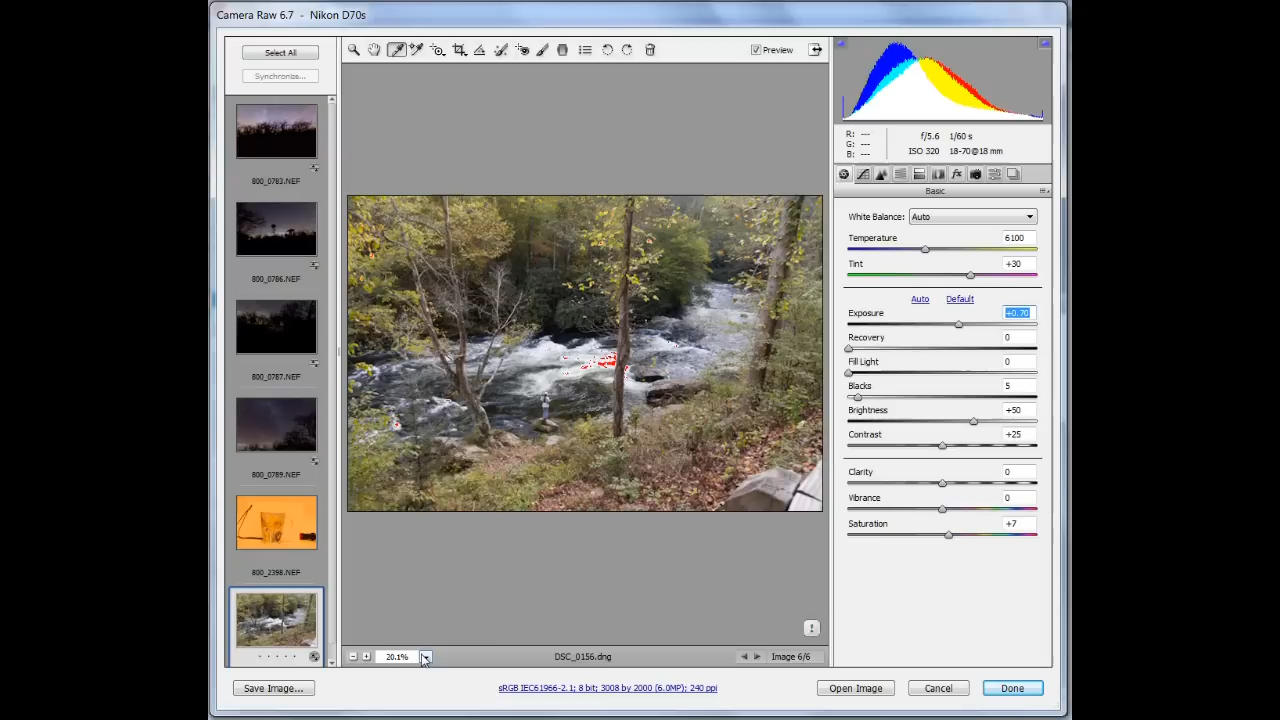 Camera Raw 6.7 - Nikon D70s
Select All
Synchronize...
Preview
800_0783.NEF
800_0786.NEF
800_0787.NEF
800_0789.NEF
800_2398.NEF
R: ---
G: ---
B: ---
f/5.6 1/60 s
ISO 320 18-70@18 mm
fx
Basic
White Balance: Auto
Temperature 6100
Tint +30
Auto Default
Exposure +0.70
Recovery 0
Fill Light 0
Blacks 5
Brightness +50
Contrast +25
Clarity 0
Vibrance 0
Saturation +7
20.1%
DSC_0156.dng
Image 6/6
Save Image...
sRGB IEC61966-2.1; 8 bit; 3008 by 2000 (6.0MP); 240 ppi
Open Image
Cancel
Done